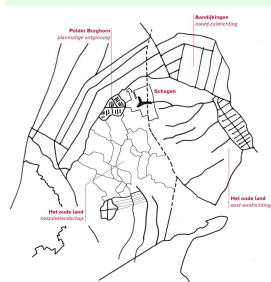 Aandijkingen
noord-zuidrichting
Polder Burghorn
planmatige ontginning
Schagen
Het oude land
mozaïeklandschap
Het oude land
oost-westrichting